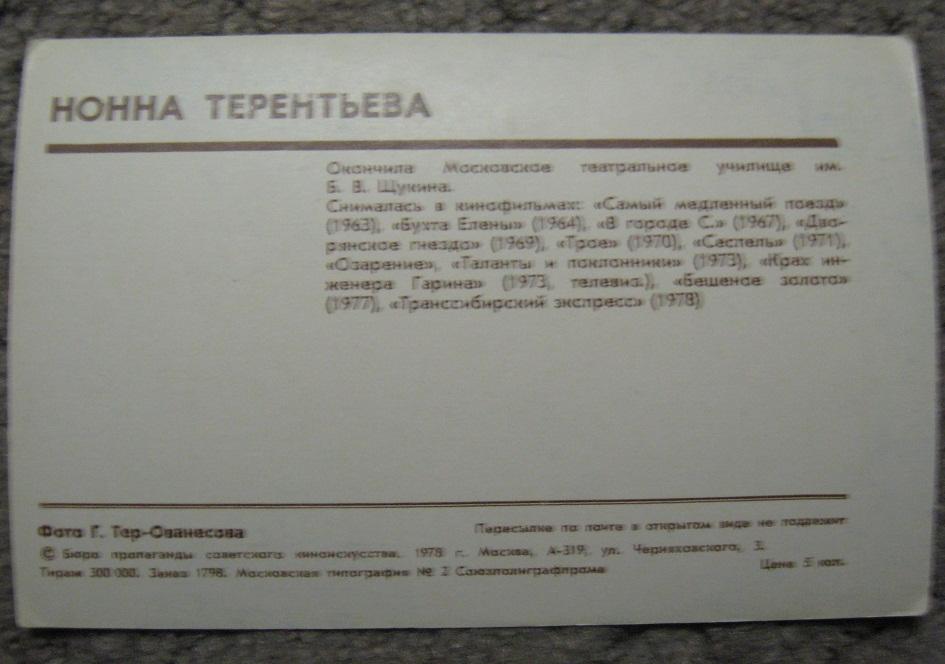 НОННА ТЕРЕНТЬЕВА
Окончила Московское театральное училище им.
Б. В. Щукина.
Снималась в кинофильмах: «Самый медленный поезд»
(1963), «Бухта Елены» (1964), «В городе С.» (1967), «Дво-
рянское гнездо» (1969), «Трое» (1970), «Сеспель» (1971),
«Озарение», «Таланты и поклонники» (1973), «Крах ин-
женера Гарина» (1973, телевиз.), «Бешеное золото»
(1977), «Транссибирский экспресс» (1978)
Фото Г. Тер-Ованесова
Пересылке по почте в открытом виде не подлежит
© Бюро пропаганды советского киноискусства. 1978 г. Москва, А-319, ул. Черняховского, 3.
Тираж 300 000. Заказ 1798. Московская типография № 2 Союзполиграфпрома
Цена 5 коп.